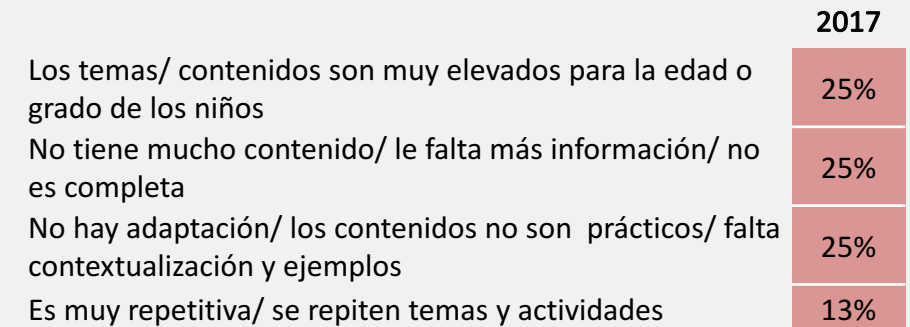 2017
Los temas/ contenidos son muy elevados para la edad o
grado de los niños
25%
No tiene mucho contenido/ le falta más información/ no
es completa
25%
No hay adaptación/ los contenidos no son prácticos/ falta
contextualización y ejemplos
25%
Es muy repetitiva/ se repiten temas y actividades
13%